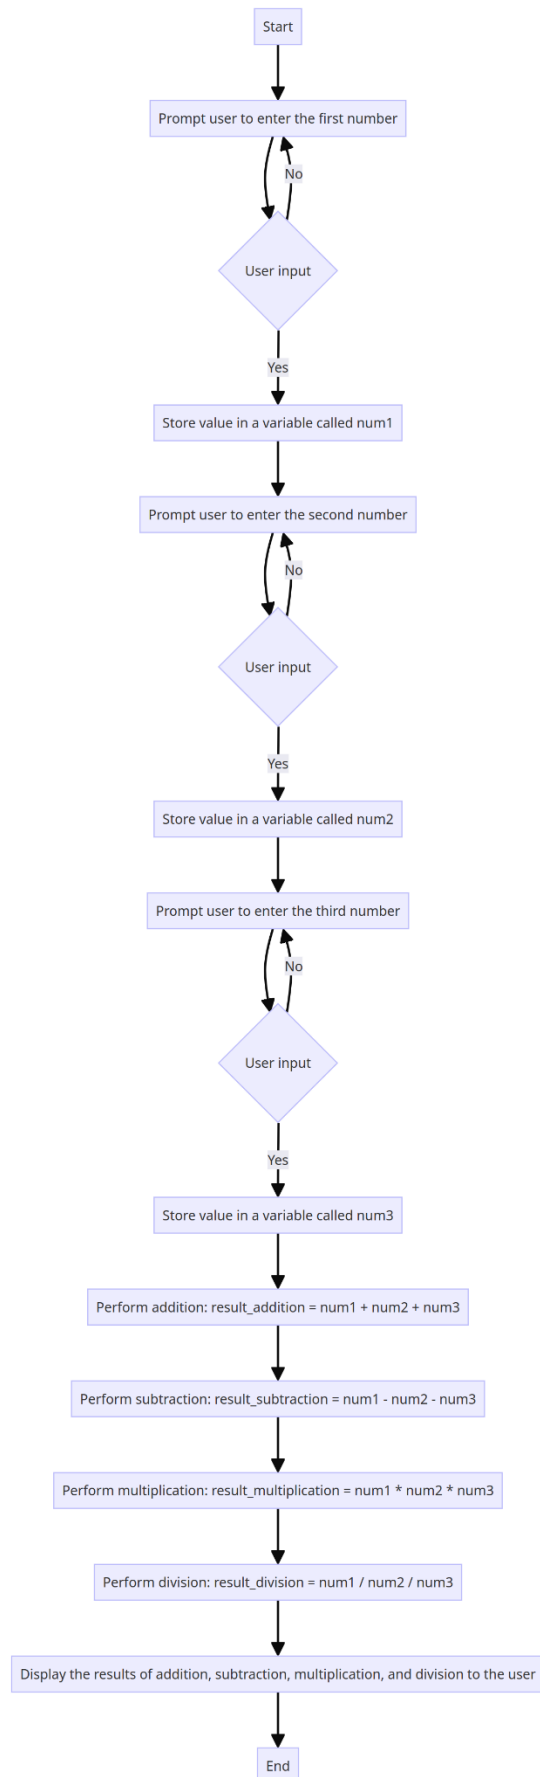 Start
Prompt user to enter the first number
No
User input
Yes
Store value in a variable called num1
Prompt user to enter the second number
No
User input
Yes
Store value in a variable called num2
Prompt user to enter the third number
No
User input
Yes
Store value in a variable called num3
Perform addition: result_addition = num1 + num2 + num3
Perform subtraction: result_subtraction = num1 - num2 - num3
Perform multiplication: result_multiplication = num1 * num2 * num3
Perform division: result_division = num1 / num2 / num3
Display the results of addition, subtraction, multiplication, and division to the user
End